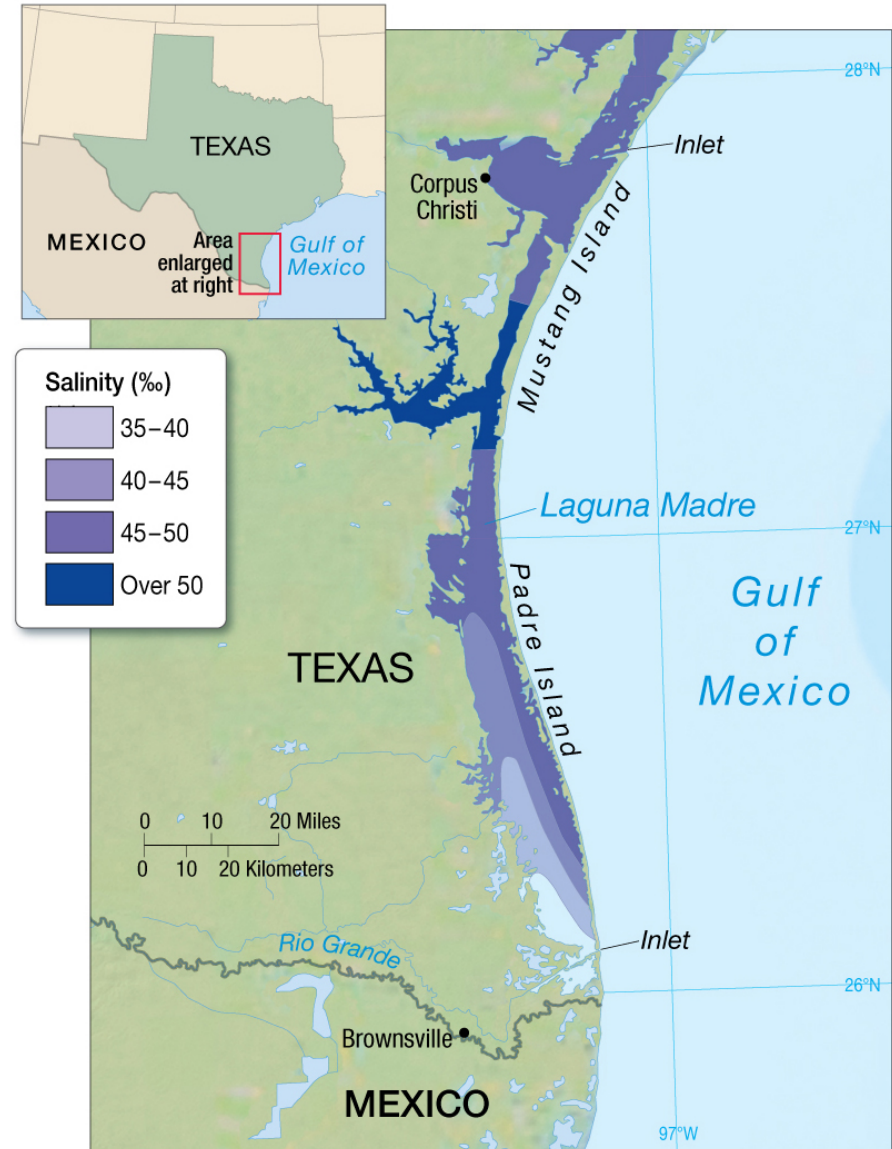 TEXAS
MEXICO
Area
enlarged
at right
Gulf of
Mexico
28°N
Inlet
Corpus
Christi
Mustang Island
Salinity (‰)
35–40
40–45
45–50
Over 50
Laguna Madre
27°N
Padre Island
Gulf
of
Mexico
TEXAS
0 10 20 Miles
0 10 20 Kilometers
Rio Grande
Inlet
26°N
Brownsville
MEXICO
97°W